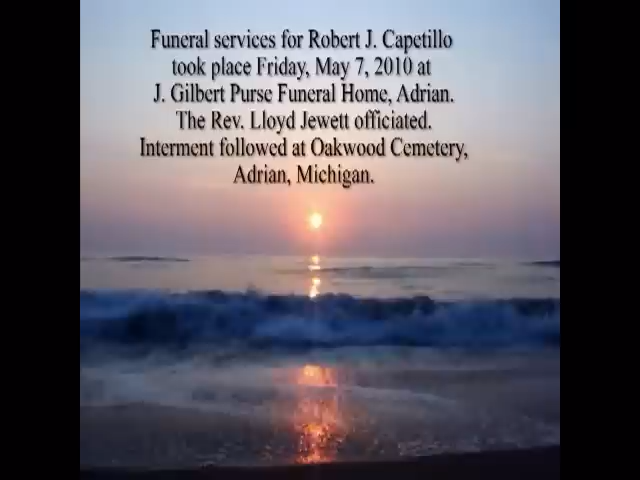 Funeral services for Robert J. Capetillo
took place Friday, May 7, 2010 at
J. Gilbert Purse Funeral Home, Adrian.
The Rev. Lloyd Jewett officiated.
Interment followed at Oakwood Cemetery,
Adrian, Michigan.